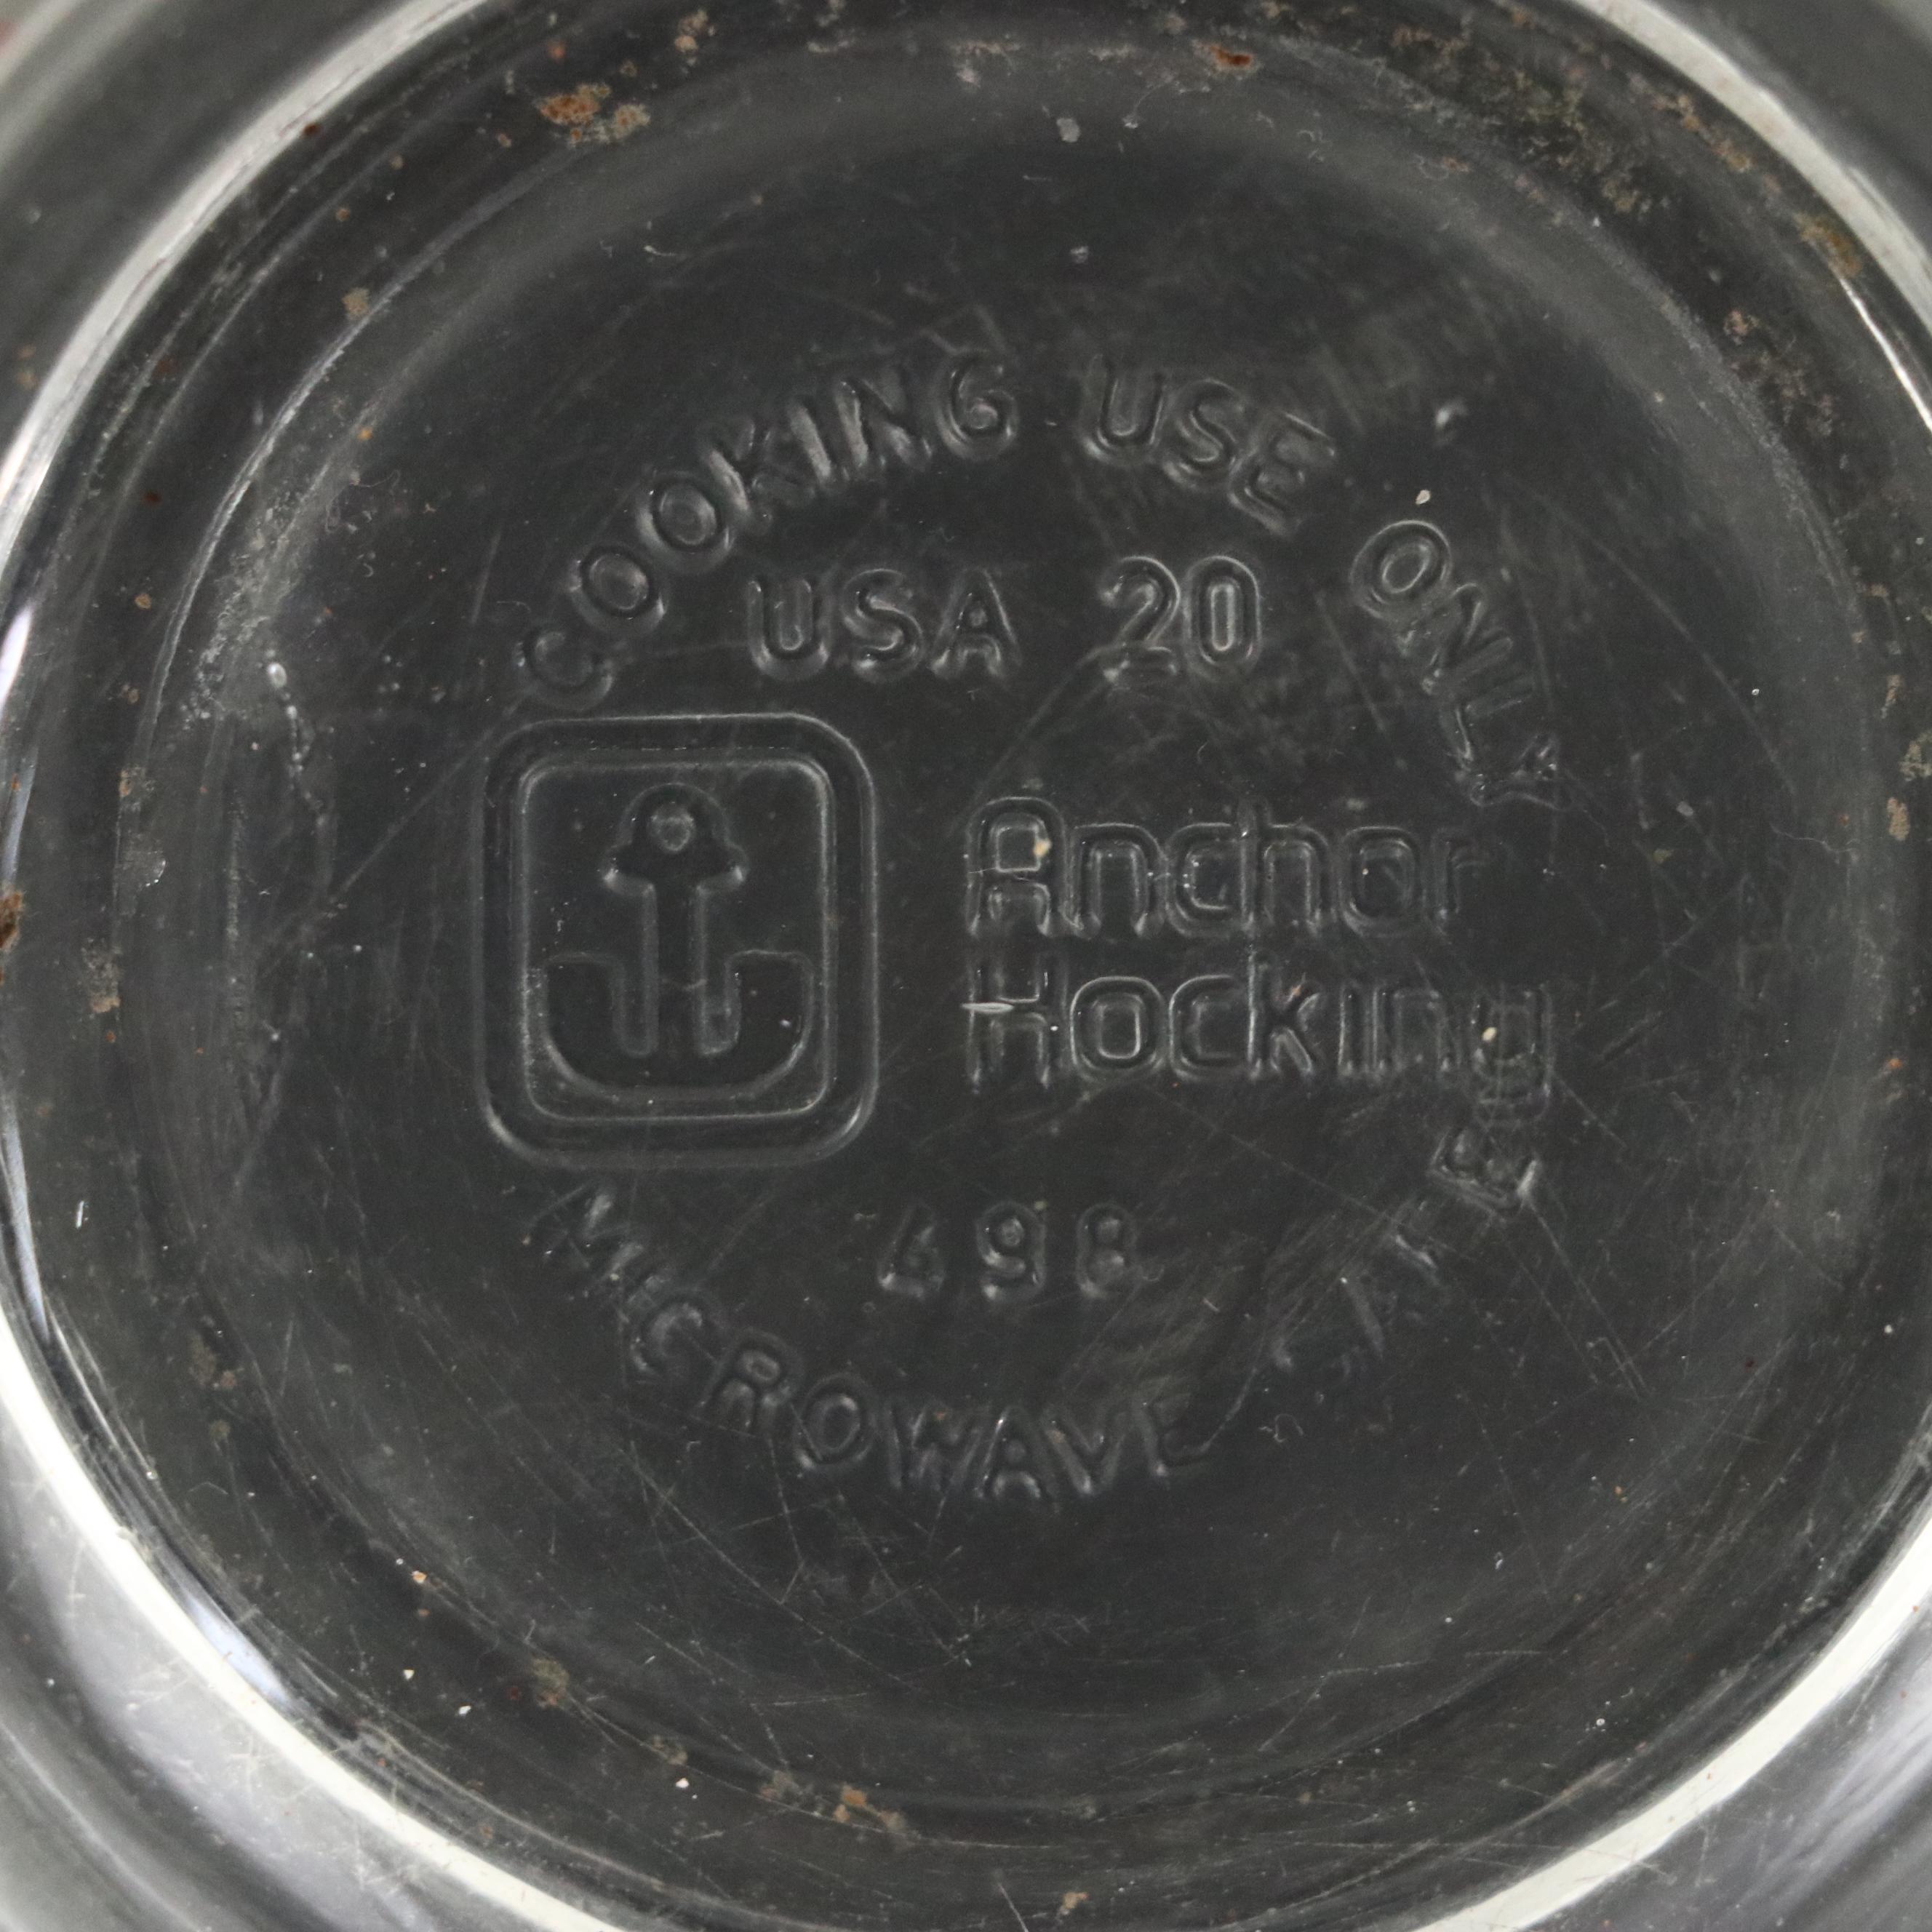 COOKING USE ONLY
USA 20
Anchor
Hocking
498
MICROWAVE